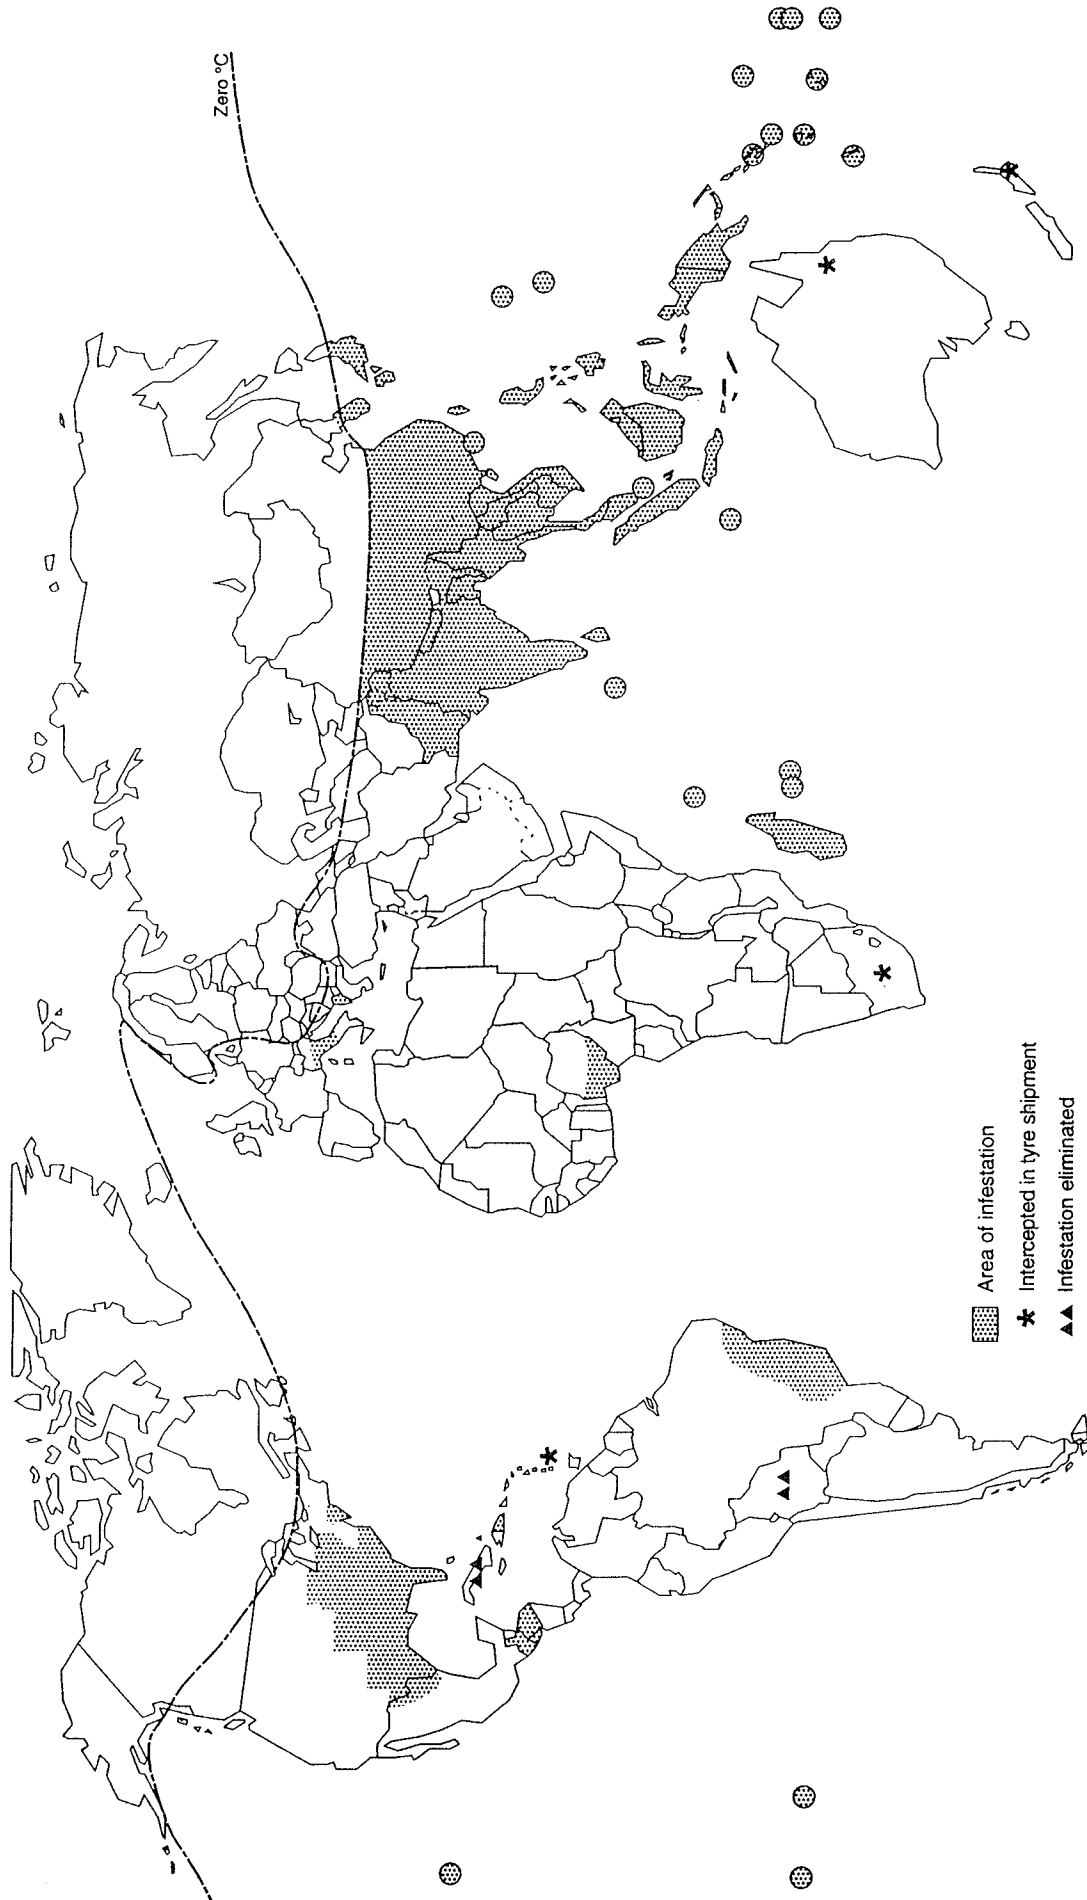 Zero °C
Area of infestation
Intercepted in tyre shipment
Infestation eliminated